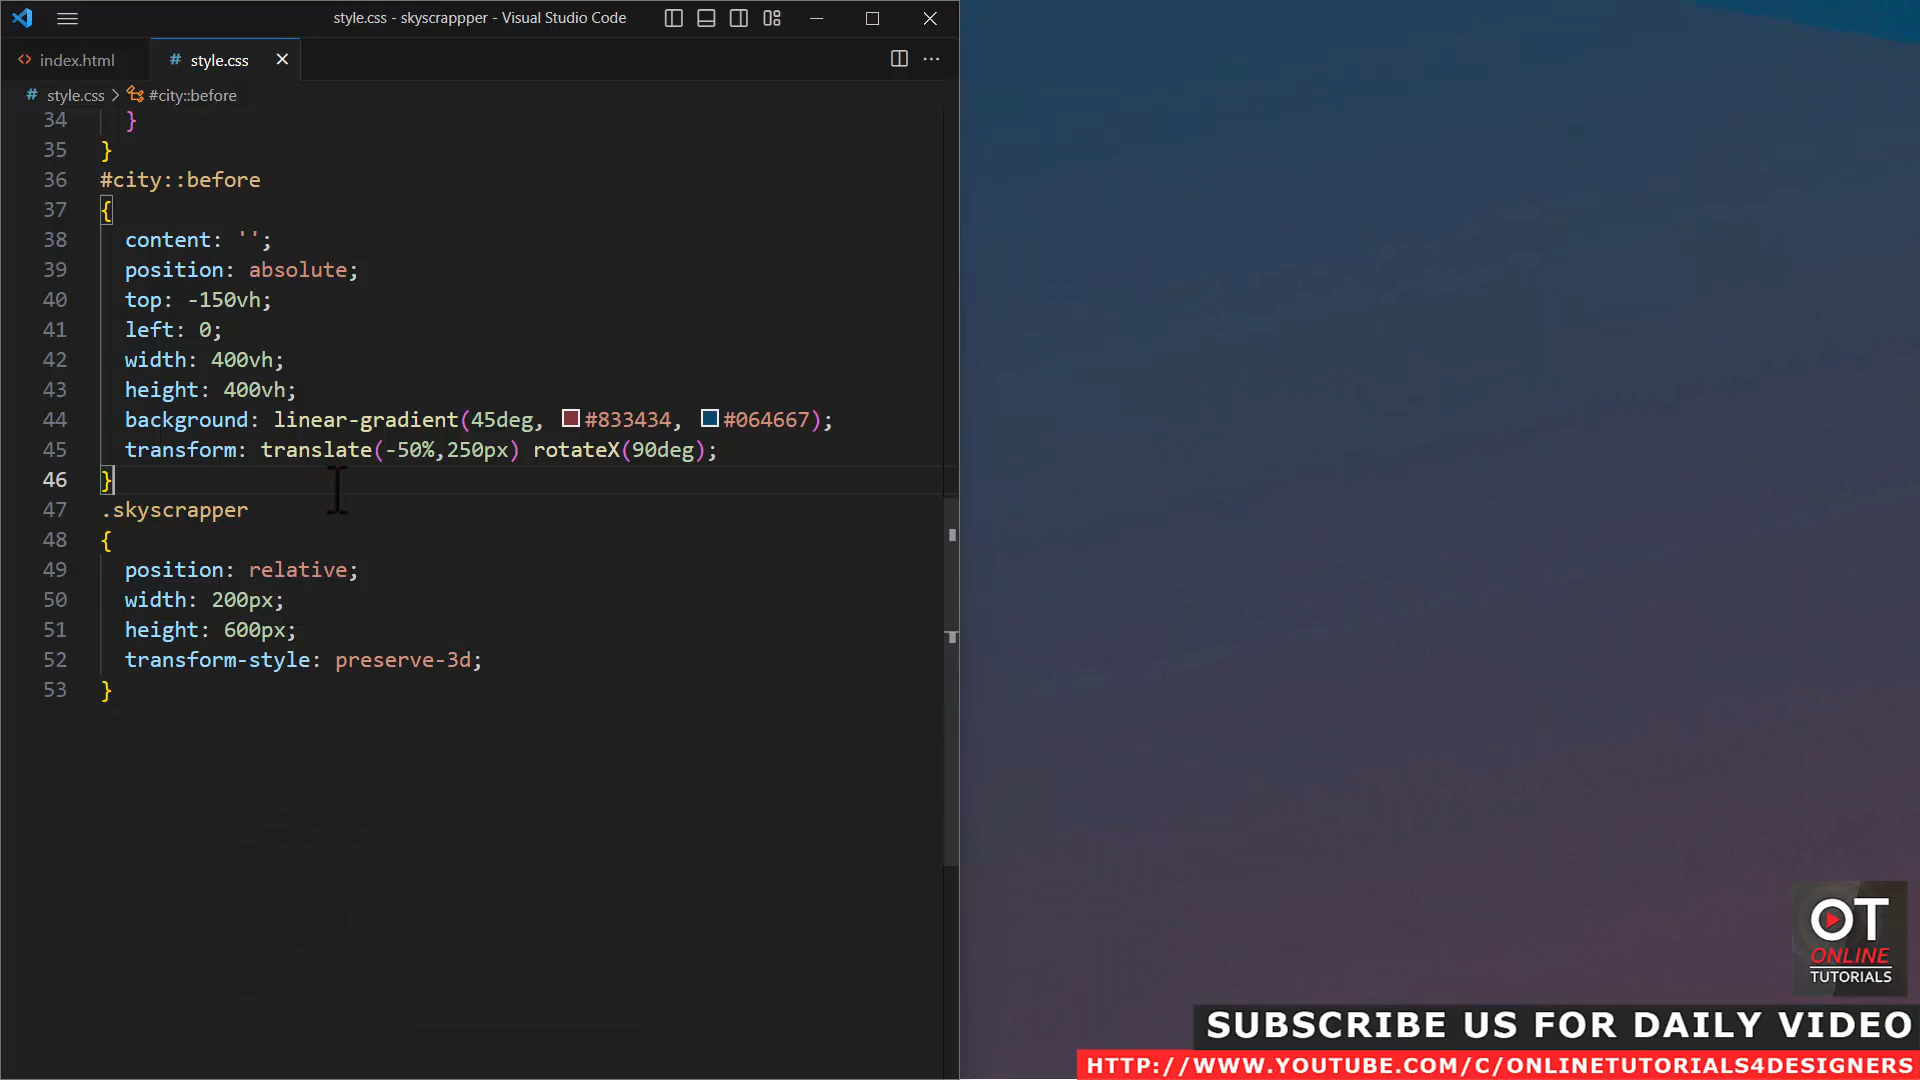 style.css - skyscrappper - Visual Studio Code
index.html
# style.css
# style.css > #city::before
34 }
35 }
36 #city::before
37 {
38 content: '';
39 position: absolute;
40 top: -150vh;
41 left: 0;
42 width: 400vh;
43 height: 400vh;
44 background: linear-gradient(45deg, #833434, #064667);
45 transform: translate(-50%,250px) rotateX(90deg);
46 }
47 .skyscrapper
48 {
49 position: relative;
50 width: 200px;
51 height: 600px;
52 transform-style: preserve-3d;
53 }
OT
ONLINE
TUTORIALS
SUBSCRIBE US FOR DAILY VIDEO
HTTP://WWW.YOUTUBE.COM/C/ONLINETUTORIALS4DESIGNERS